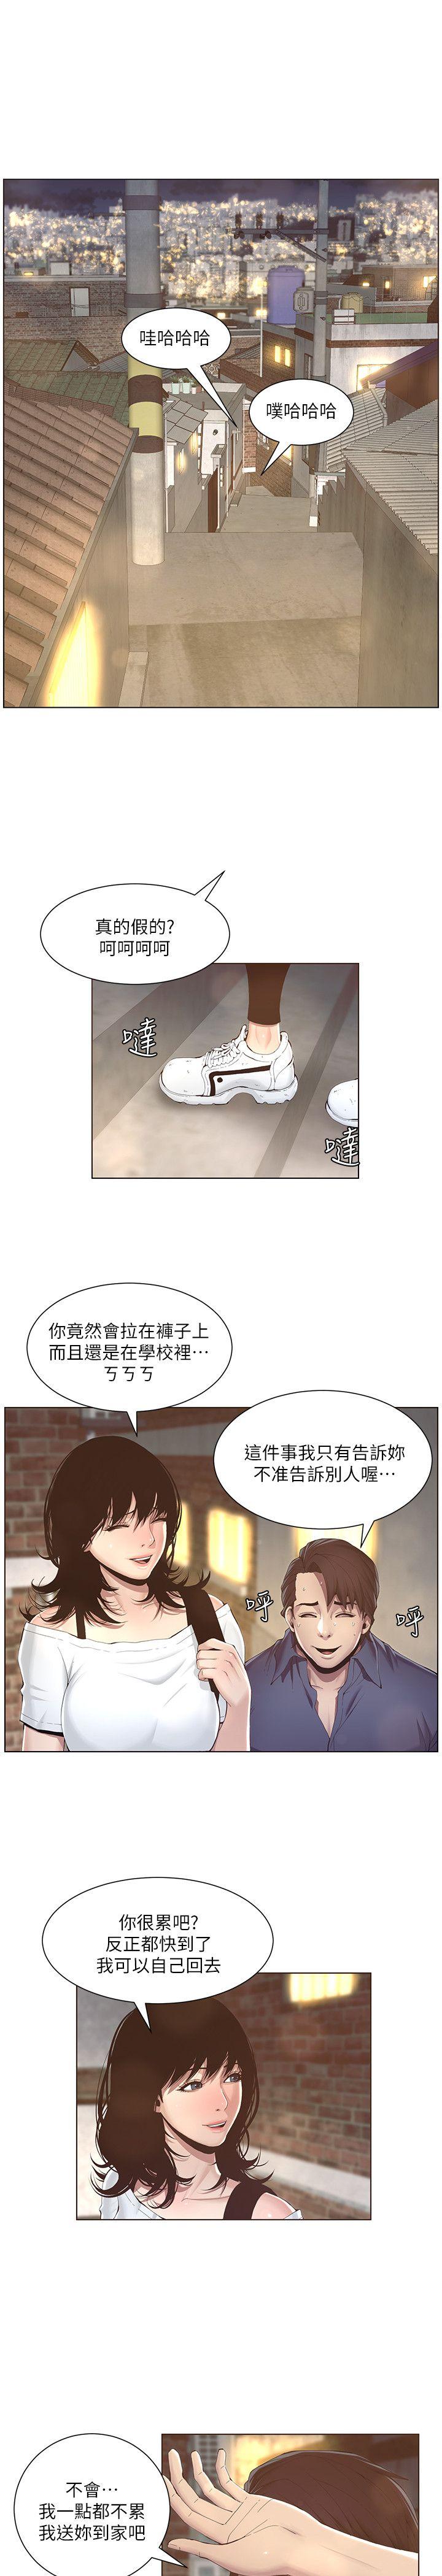 哇哈哈哈
噗哈哈哈
真的假的?
呵呵呵呵
噠
噠
你竟然會拉在褲子上
而且還是在學校裡…
ㄎㄎㄎ
這件事我只有告訴妳
不准告訴別人喔…
呼
呼
你很累吧?
反正都快到了
我可以自己回去
不會…
我一點都不累
我送妳到家吧